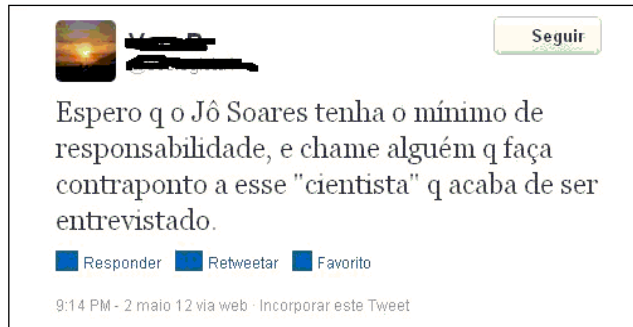 Seguir
Espero q o Jô Soares tenha o mínimo de
responsabilidade, e chame alguém q faça
contraponto a esse "cientista" q acaba de ser
entrevistado.
Responder Retweetar Favorito
9:14 PM - 2 maio 12 via web · Incorporar este Tweet